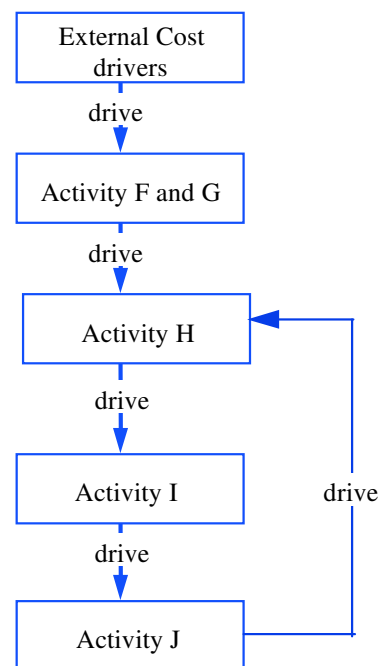 External Cost
drivers
drive
Activity F and G
drive
Activity H
drive
Activity I
drive
drive
Activity J